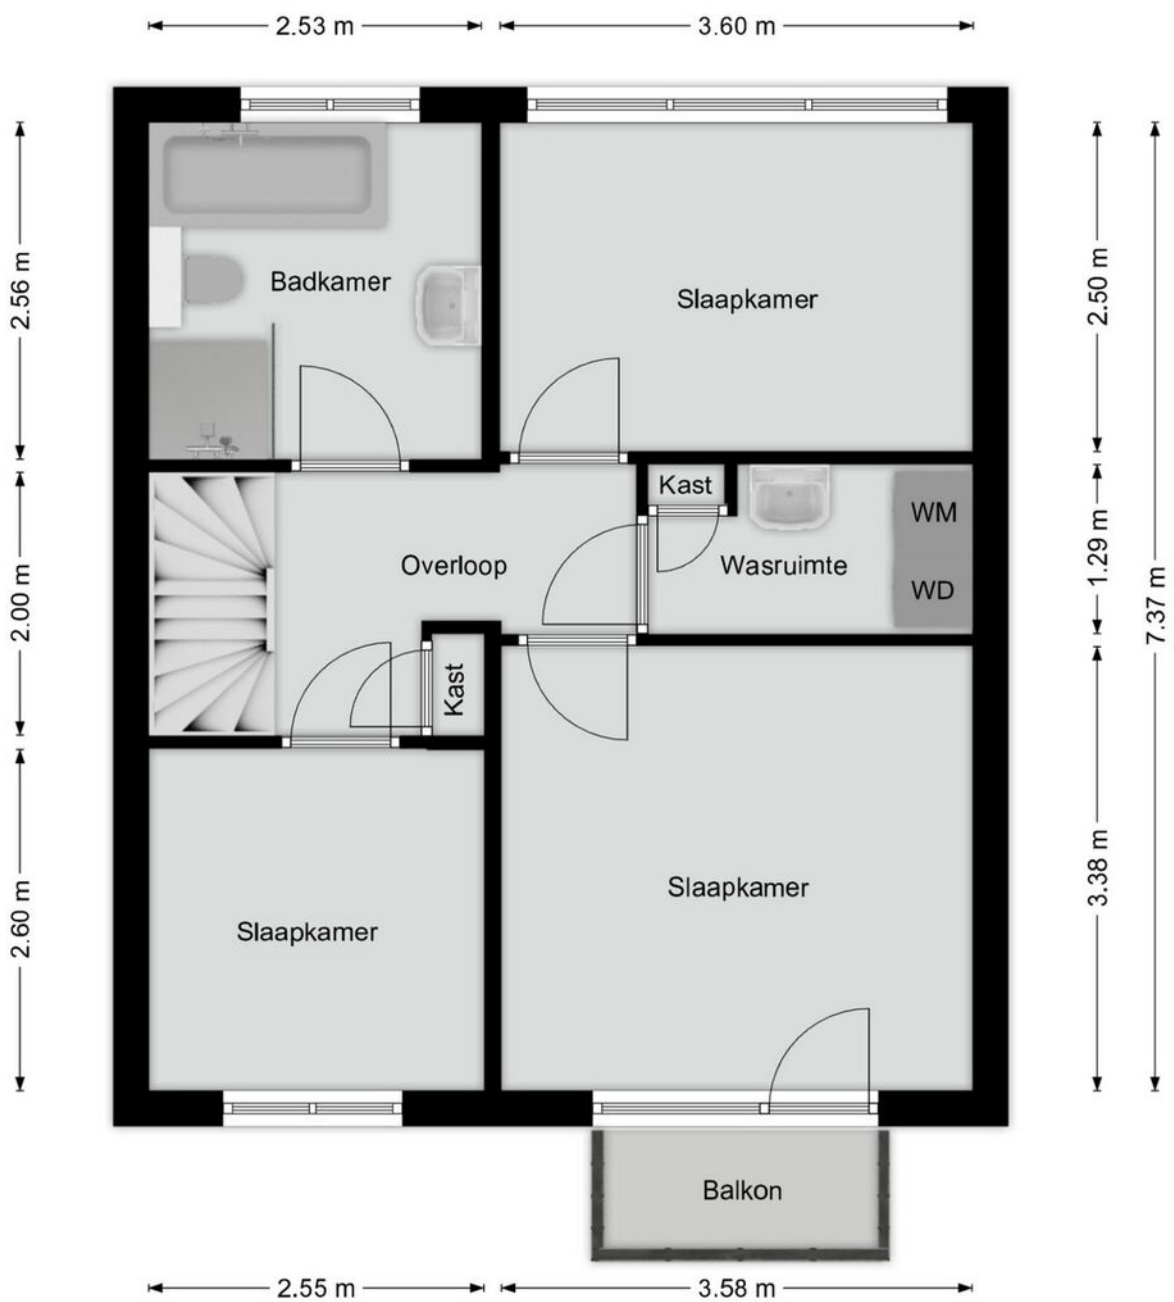 2.53 m
3.60 m
2.56 m
Badkamer
Slaapkamer
2.50 m
Kast
WM
Overloop
Wasruimte
WD
2.00 m
1.29 m
7.37 m
Kast
Slaapkamer
Slaapkamer
2.60 m
3.38 m
Balkon
2.55 m
3.58 m